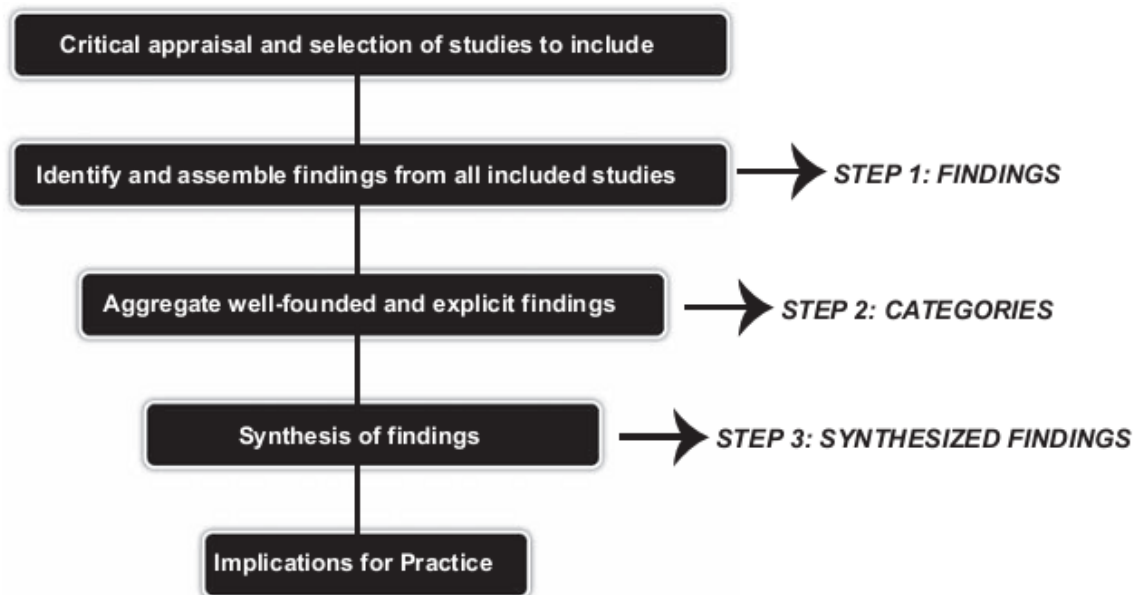 Critical appraisal and selection of studies to include
Identify and assemble findings from all included studies
STEP 1: FINDINGS
Aggregate well-founded and explicit findings
STEP 2: CATEGORIES
Synthesis of findings
STEP 3: SYNTHESIZED FINDINGS
Implications for Practice